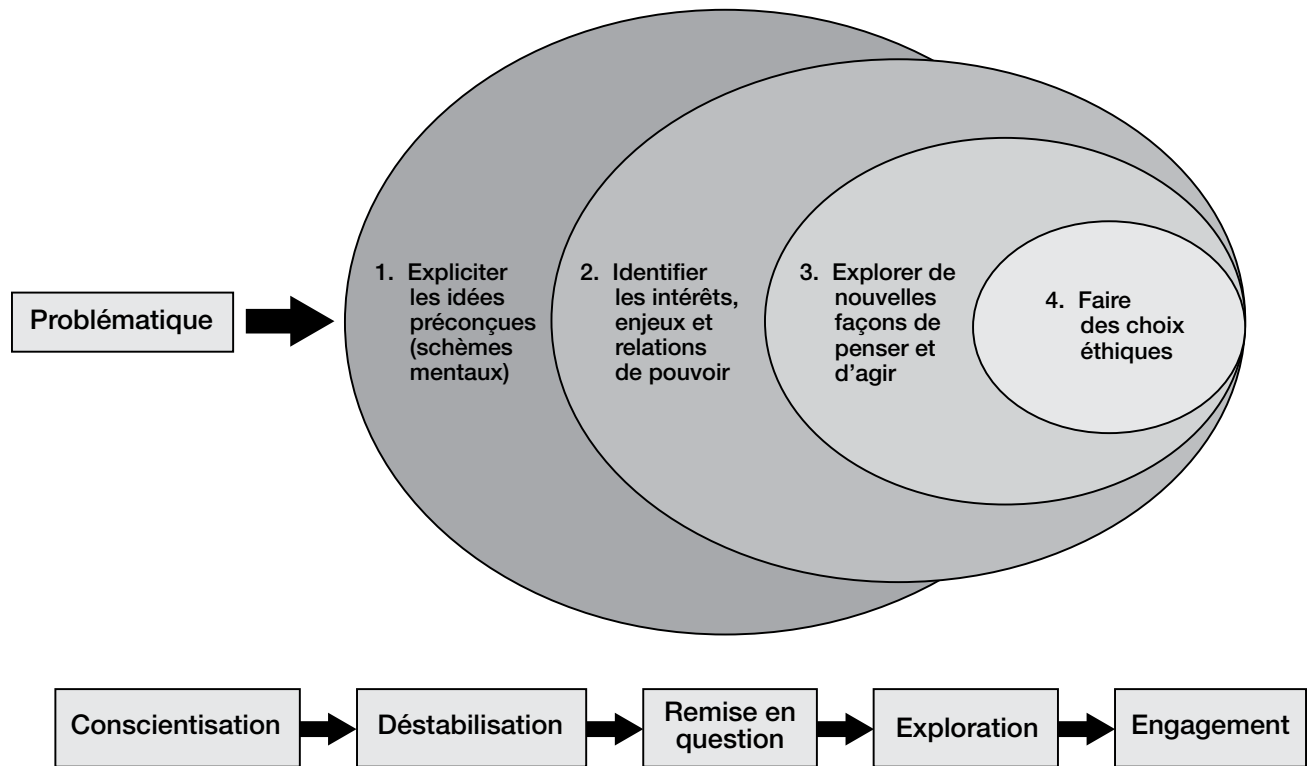 Problématique
1. Expliciter
les idées
préconçues
(schèmes
mentaux)
2. Identifier
les intérêts,
enjeux et
relations
de pouvoir
3. Explorer de
nouvelles
façons de
penser et
d'agir
4. Faire
des choix
éthiques
Conscientisation
Déstabilisation
Remise en
question
Exploration
Engagement